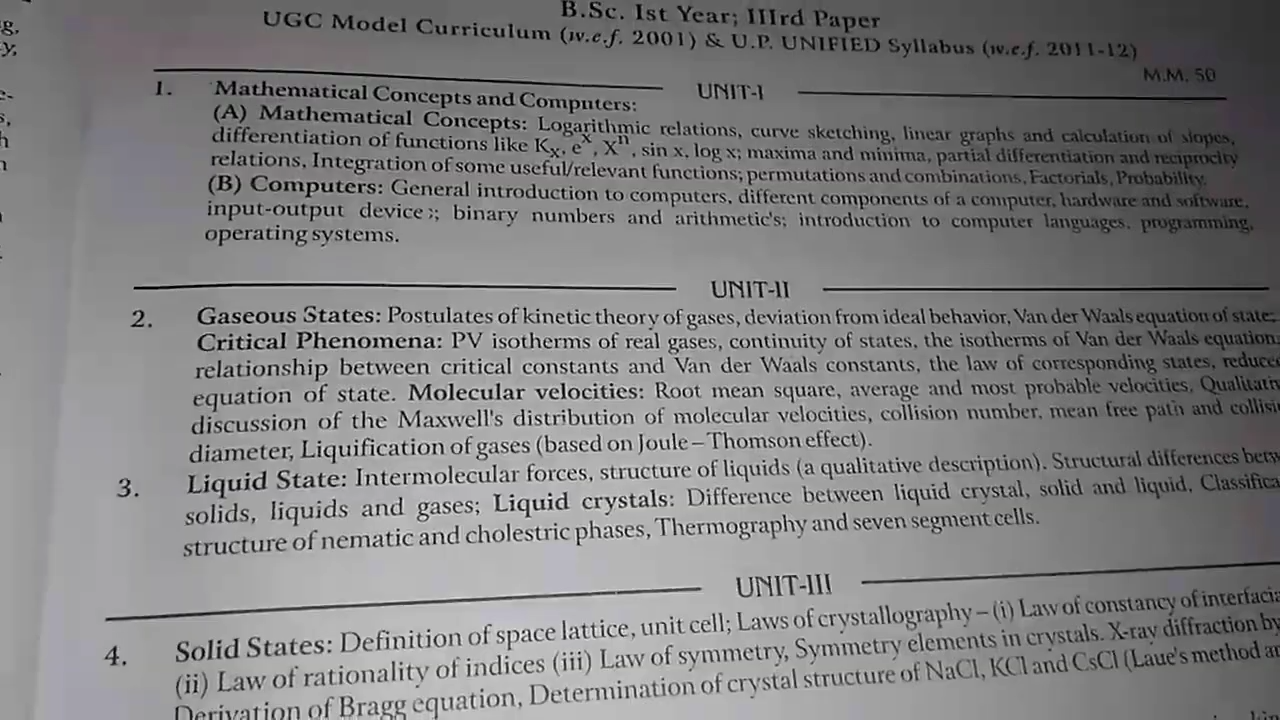 g,
y,
B.Sc. Ist Year; IIIrd Paper
UGC Model Curriculum (w.e.f. 2001) & U.P. UNIFIED Syllabus (w.e.f. 2011-12)
M.M. 50
UNIT-I
1. Mathematical Concepts and Computers:
(A) Mathematical Concepts: Logarithmic relations, curve sketching, linear graphs and calculation of slopes,
differentiation of functions like Kx, e^x, X^n, sin x, log x; maxima and minima, partial differentiation and reciprocity
relations, Integration of some useful/relevant functions; permutations and combinations, Factorials, Probability.
(B) Computers: General introduction to computers, different components of a computer, hardware and software,
input-output device:; binary numbers and arithmetic's; introduction to computer languages, programming,
operating systems.
UNIT-II
2. Gaseous States: Postulates of kinetic theory of gases, deviation from ideal behavior, Van der Waals equation of state;
Critical Phenomena: PV isotherms of real gases, continuity of states, the isotherms of Van der Waals equation,
relationship between critical constants and Van der Waals constants, the law of corresponding states, reduce
equation of state. Molecular velocities: Root mean square, average and most probable velocities, Qualitativ
discussion of the Maxwell's distribution of molecular velocities, collision number, mean free path and collisi
diameter, Liquification of gases (based on Joule–Thomson effect).
3. Liquid State: Intermolecular forces, structure of liquids (a qualitative description). Structural differences betw
solids, liquids and gases; Liquid crystals: Difference between liquid crystal, solid and liquid, Classifica
structure of nematic and cholestric phases, Thermography and seven segment cells.
UNIT-III
4. Solid States: Definition of space lattice, unit cell; Laws of crystallography – (i) Law of constancy of interfacia
(ii) Law of rationality of indices (iii) Law of symmetry, Symmetry elements in crystals. X-ray diffraction by
Derivation of Bragg equation, Determination of crystal structure of NaCl, KCl and CsCl (Laue's method an